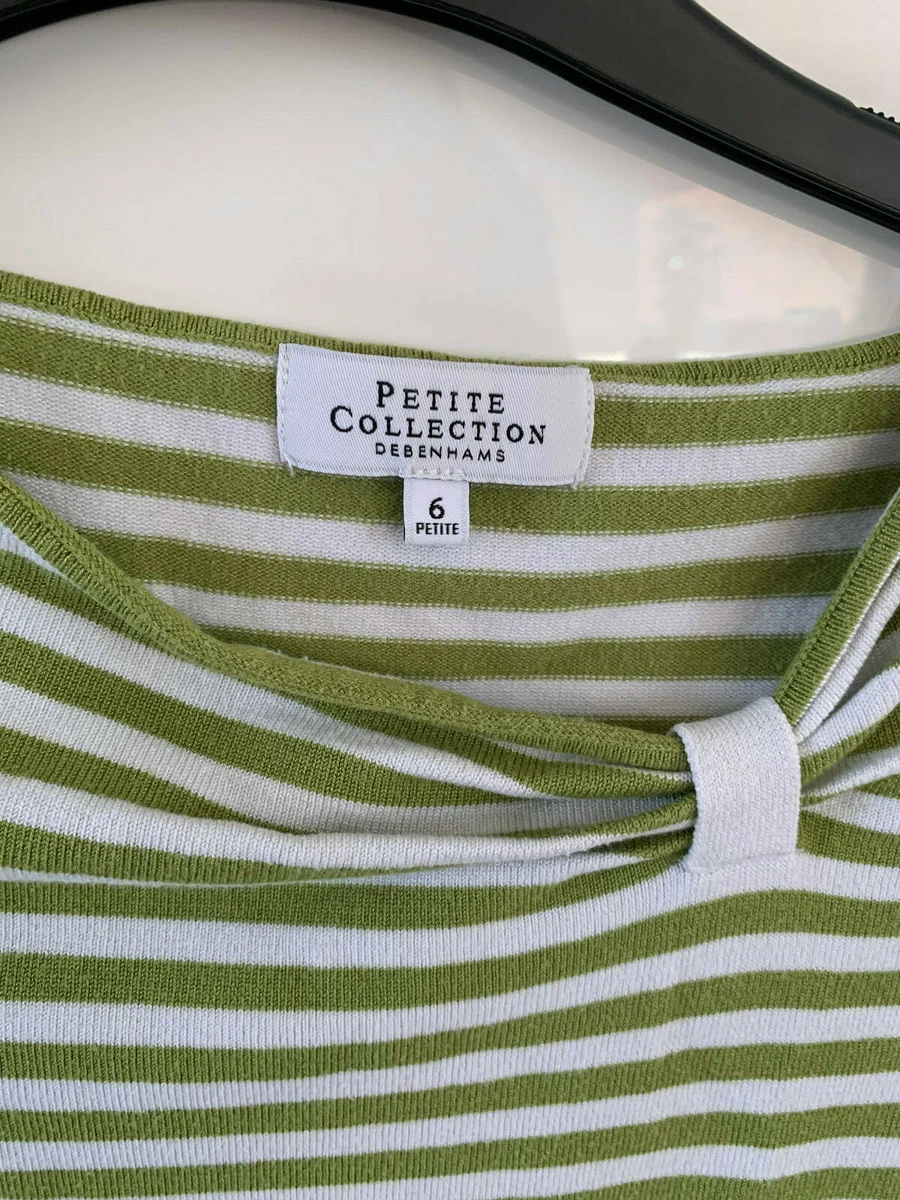 PETITE
COLLECTION
DEBENHAMS
6
PETITE